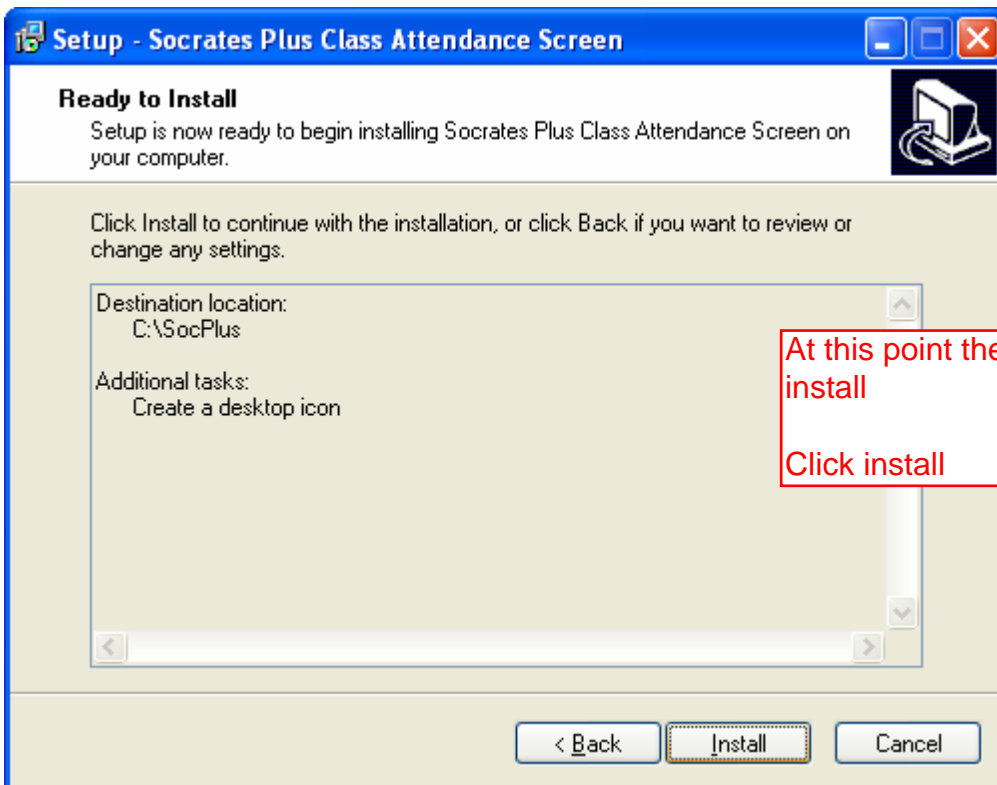 Setup - Socrates Plus Class Attendance Screen
Ready to Install
Setup is now ready to begin installing Socrates Plus Class Attendance Screen on
your computer.
Click Install to continue with the installation, or click Back if you want to review or
change any settings.
Destination location:
C:\SocPlus
Additional tasks:
Create a desktop icon
At this point the
install
Click install
< Back
Install
Cancel